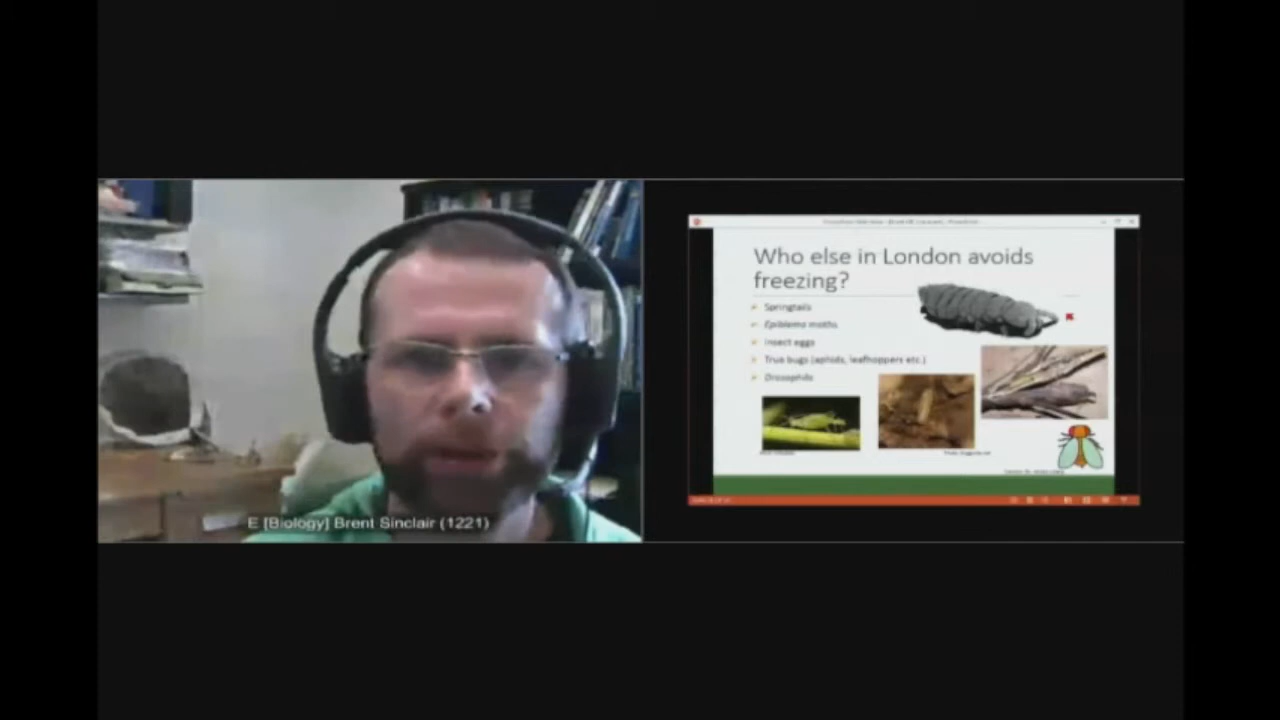 Who else in London avoids
freezing?
Springtails
Epiblema moths
Insect eggs
True bugs (aphids, leafhoppers etc.)
Drosophila
E [Biology] Brent Sinclair (1221)